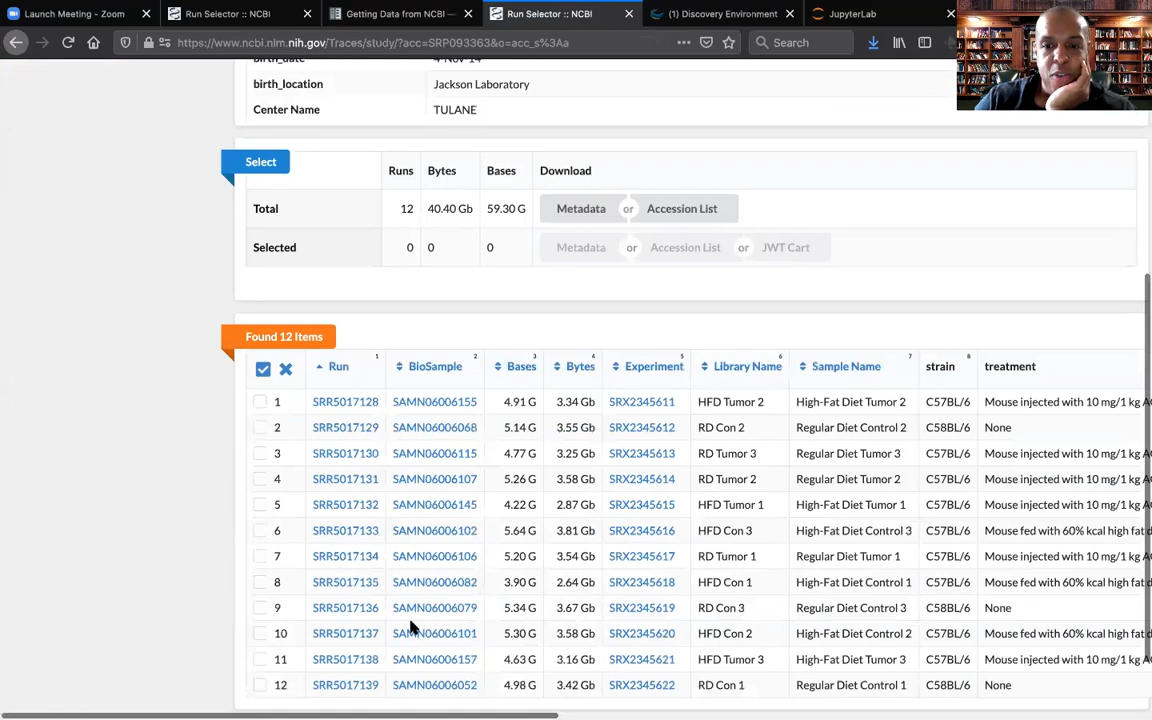 Launch Meeting - Zoom
Run Selector :: NCBI
Getting Data from NCBI —
Run Selector :: NCBI
(1) Discovery Environment
JupyterLab
https://www.ncbi.nlm.nih.gov/Traces/study/?acc=SRP093363&o=acc_s%3Aa
Search
birth_date 4-Nov-14
birth_location Jackson Laboratory
Center Name TULANE
Select
Runs Bytes Bases Download
Total 12 40.40 Gb 59.30 G Metadata or Accession List
Selected 0 0 0 Metadata or Accession List or JWT Cart
Found 12 Items
Run 1 BioSample 2 Bases 3 Bytes 4 Experiment 5 Library Name 6 Sample Name 7 strain 8 treatment
1 SRR5017128 SAMN06006155 4.91 G 3.34 Gb SRX2345611 HFD Tumor 2 High-Fat Diet Tumor 2 C57BL/6 Mouse injected with 10 mg/1 kg AO
2 SRR5017129 SAMN06006068 5.14 G 3.55 Gb SRX2345612 RD Con 2 Regular Diet Control 2 C58BL/6 None
3 SRR5017130 SAMN06006115 4.77 G 3.25 Gb SRX2345613 RD Tumor 3 Regular Diet Tumor 3 C57BL/6 Mouse injected with 10 mg/1 kg AO
4 SRR5017131 SAMN06006107 5.26 G 3.58 Gb SRX2345614 RD Tumor 2 Regular Diet Tumor 2 C57BL/6 Mouse injected with 10 mg/1 kg AO
5 SRR5017132 SAMN06006145 4.22 G 2.87 Gb SRX2345615 HFD Tumor 1 High-Fat Diet Tumor 1 C57BL/6 Mouse injected with 10 mg/1 kg AO
6 SRR5017133 SAMN06006102 5.64 G 3.81 Gb SRX2345616 HFD Con 3 High-Fat Diet Control 3 C57BL/6 Mouse fed with 60% kcal high fat d
7 SRR5017134 SAMN06006106 5.20 G 3.54 Gb SRX2345617 RD Tumor 1 Regular Diet Tumor 1 C57BL/6 Mouse injected with 10 mg/1 kg AO
8 SRR5017135 SAMN06006082 3.90 G 2.64 Gb SRX2345618 HFD Con 1 High-Fat Diet Control 1 C57BL/6 Mouse fed with 60% kcal high fat d
9 SRR5017136 SAMN06006079 5.34 G 3.67 Gb SRX2345619 RD Con 3 Regular Diet Control 3 C58BL/6 None
10 SRR5017137 SAMN06006101 5.30 G 3.58 Gb SRX2345620 HFD Con 2 High-Fat Diet Control 2 C57BL/6 Mouse fed with 60% kcal high fat d
11 SRR5017138 SAMN06006157 4.63 G 3.16 Gb SRX2345621 HFD Tumor 3 High-Fat Diet Tumor 3 C57BL/6 Mouse injected with 10 mg/1 kg AO
12 SRR5017139 SAMN06006052 4.98 G 3.42 Gb SRX2345622 RD Con 1 Regular Diet Control 1 C58BL/6 None